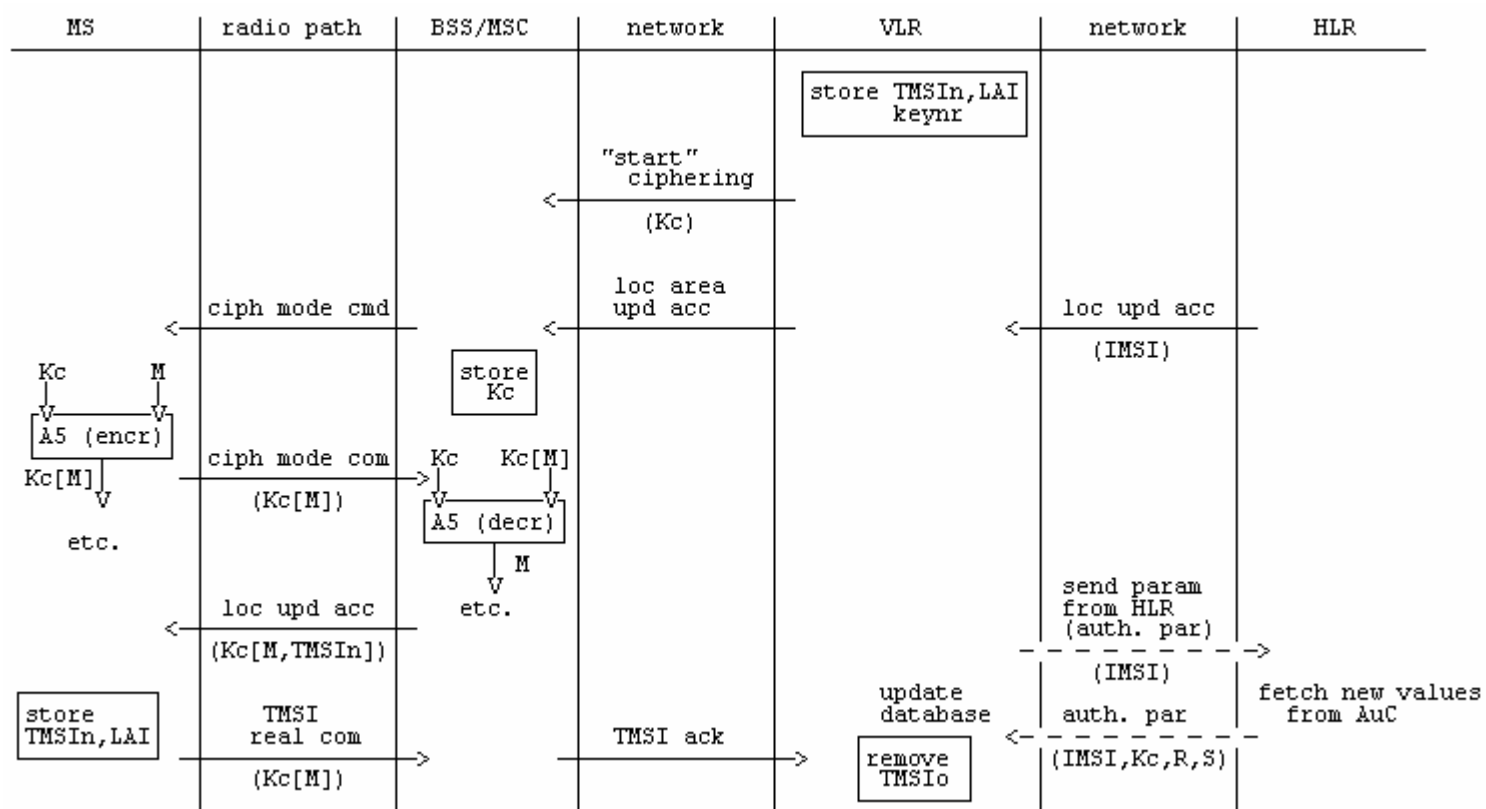 MS radio path BSS/MSC network VLR network HLR
store TMSIn,LAI
keynr
"start"
ciphering
(Kc)
loc area
ciph mode cmd upd acc loc upd acc
(IMSI)
Kc M
store
Kc
A5 (encr)
ciph mode com Kc Kc[M]
Kc[M]
(Kc[M])
A5 (decr)
etc.
M
send param
loc upd acc etc. from HLR
(auth. par)
(Kc[M,TMSIn])
(IMSI)
update fetch new values
store TMSI database auth. par from AuC
TMSIn,LAI real com TMSI ack
remove (IMSI,Kc,R,S)
(Kc[M]) TMSIo